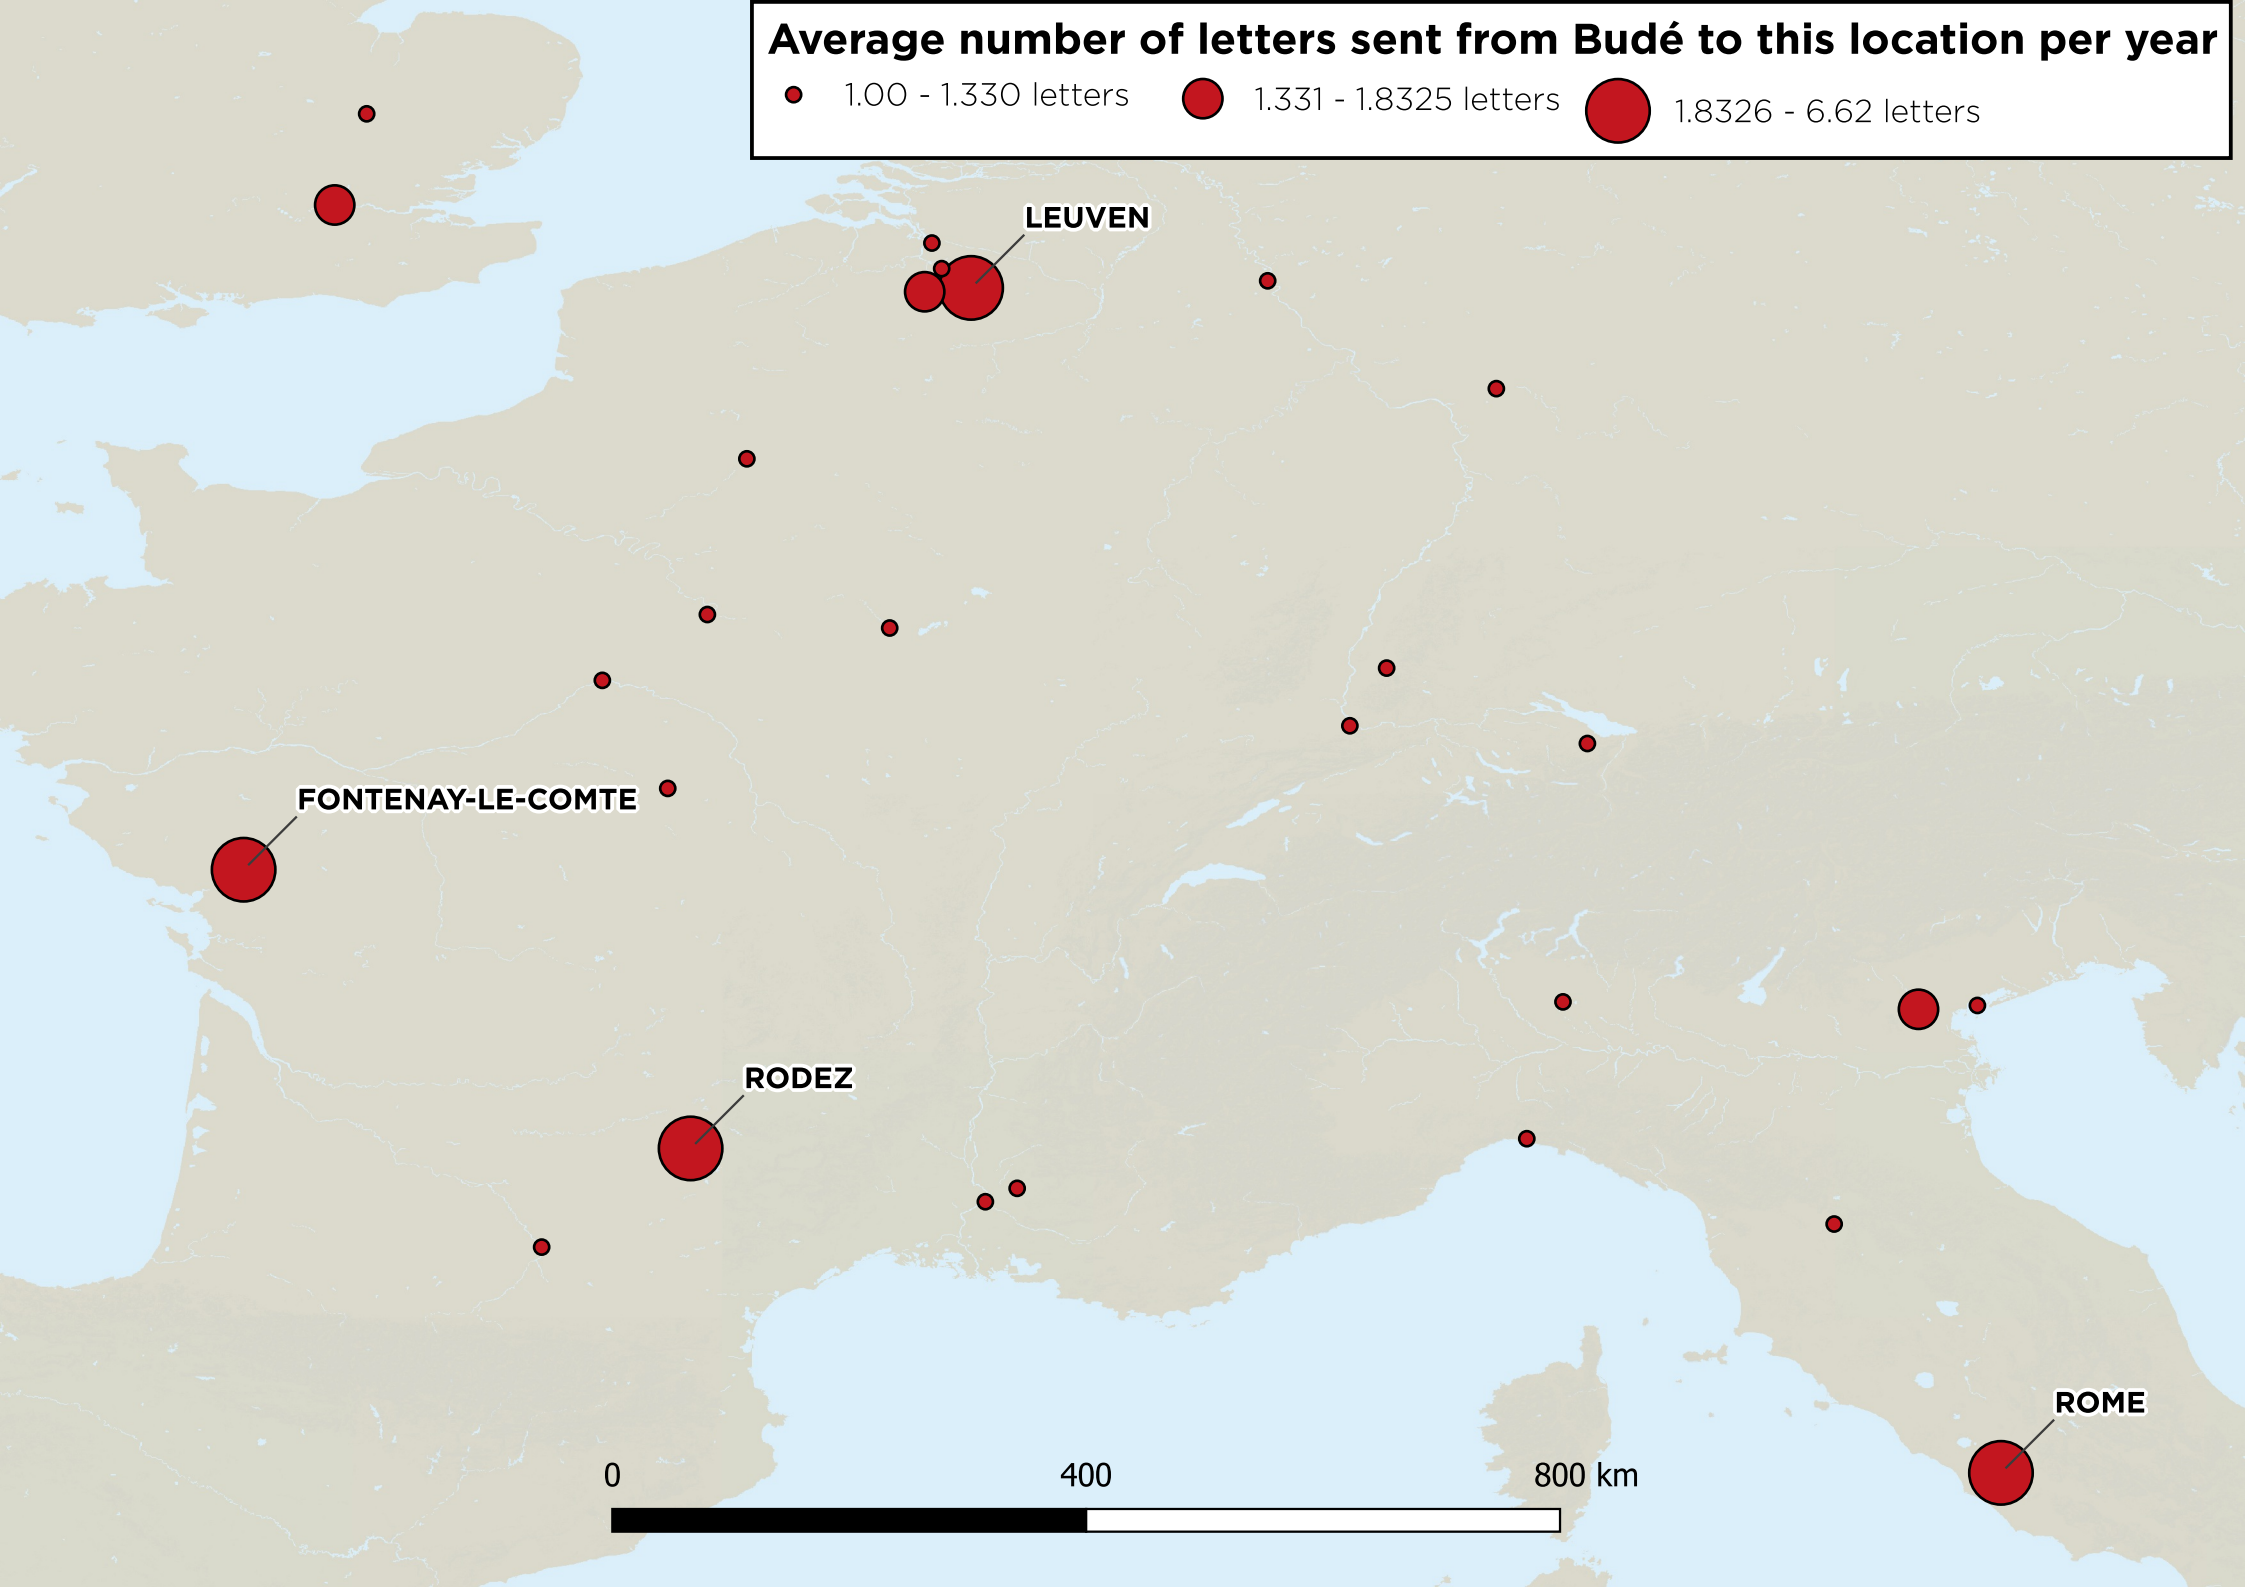 Average number of letters sent from Budé to this location per year
1.00 - 1.330 letters 1.331 - 1.8325 letters 1.8326 - 6.62 letters
LEUVEN
FONTENAY-LE-COMTE
RODEZ
ROME
0 400 800 km